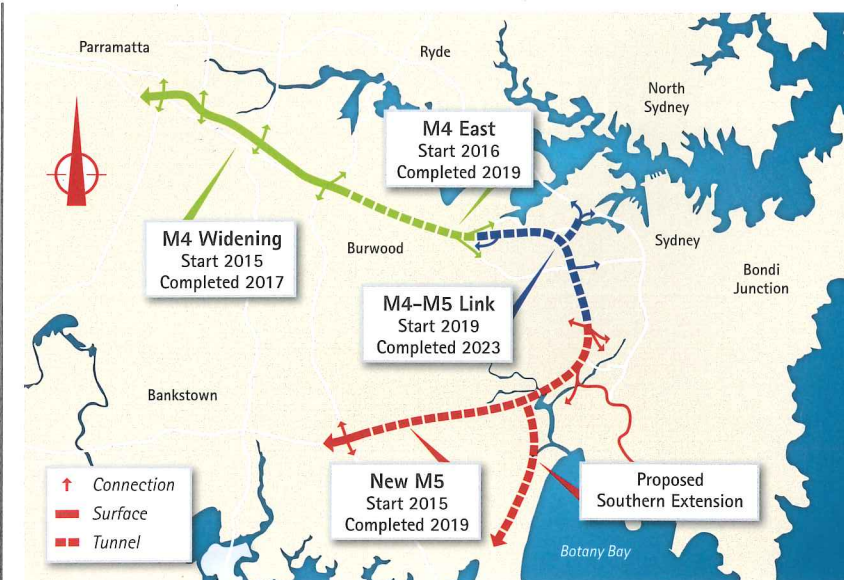 Parramatta
Ryde
North
Sydney
M4 East
Start 2016
Completed 2019
M4 Widening
Start 2015
Completed 2017
Burwood
Sydney
Bondi
Junction
M4–M5 Link
Start 2019
Completed 2023
Bankstown
New M5
Start 2015
Completed 2019
Proposed
Southern Extension
Connection
Surface
Tunnel
Botany Bay